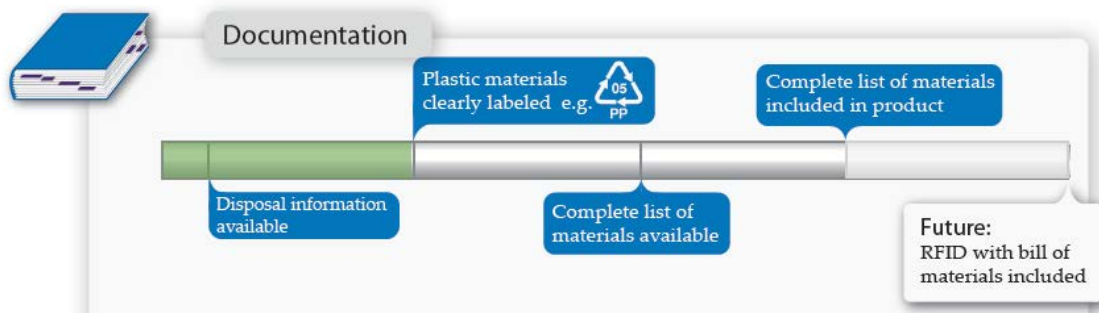 Documentation
Plastic materials
clearly labeled e.g.
05
PP
Complete list of materials
included in product
Disposal information
available
Complete list of
materials available
Future:
RFID with bill of
materials included